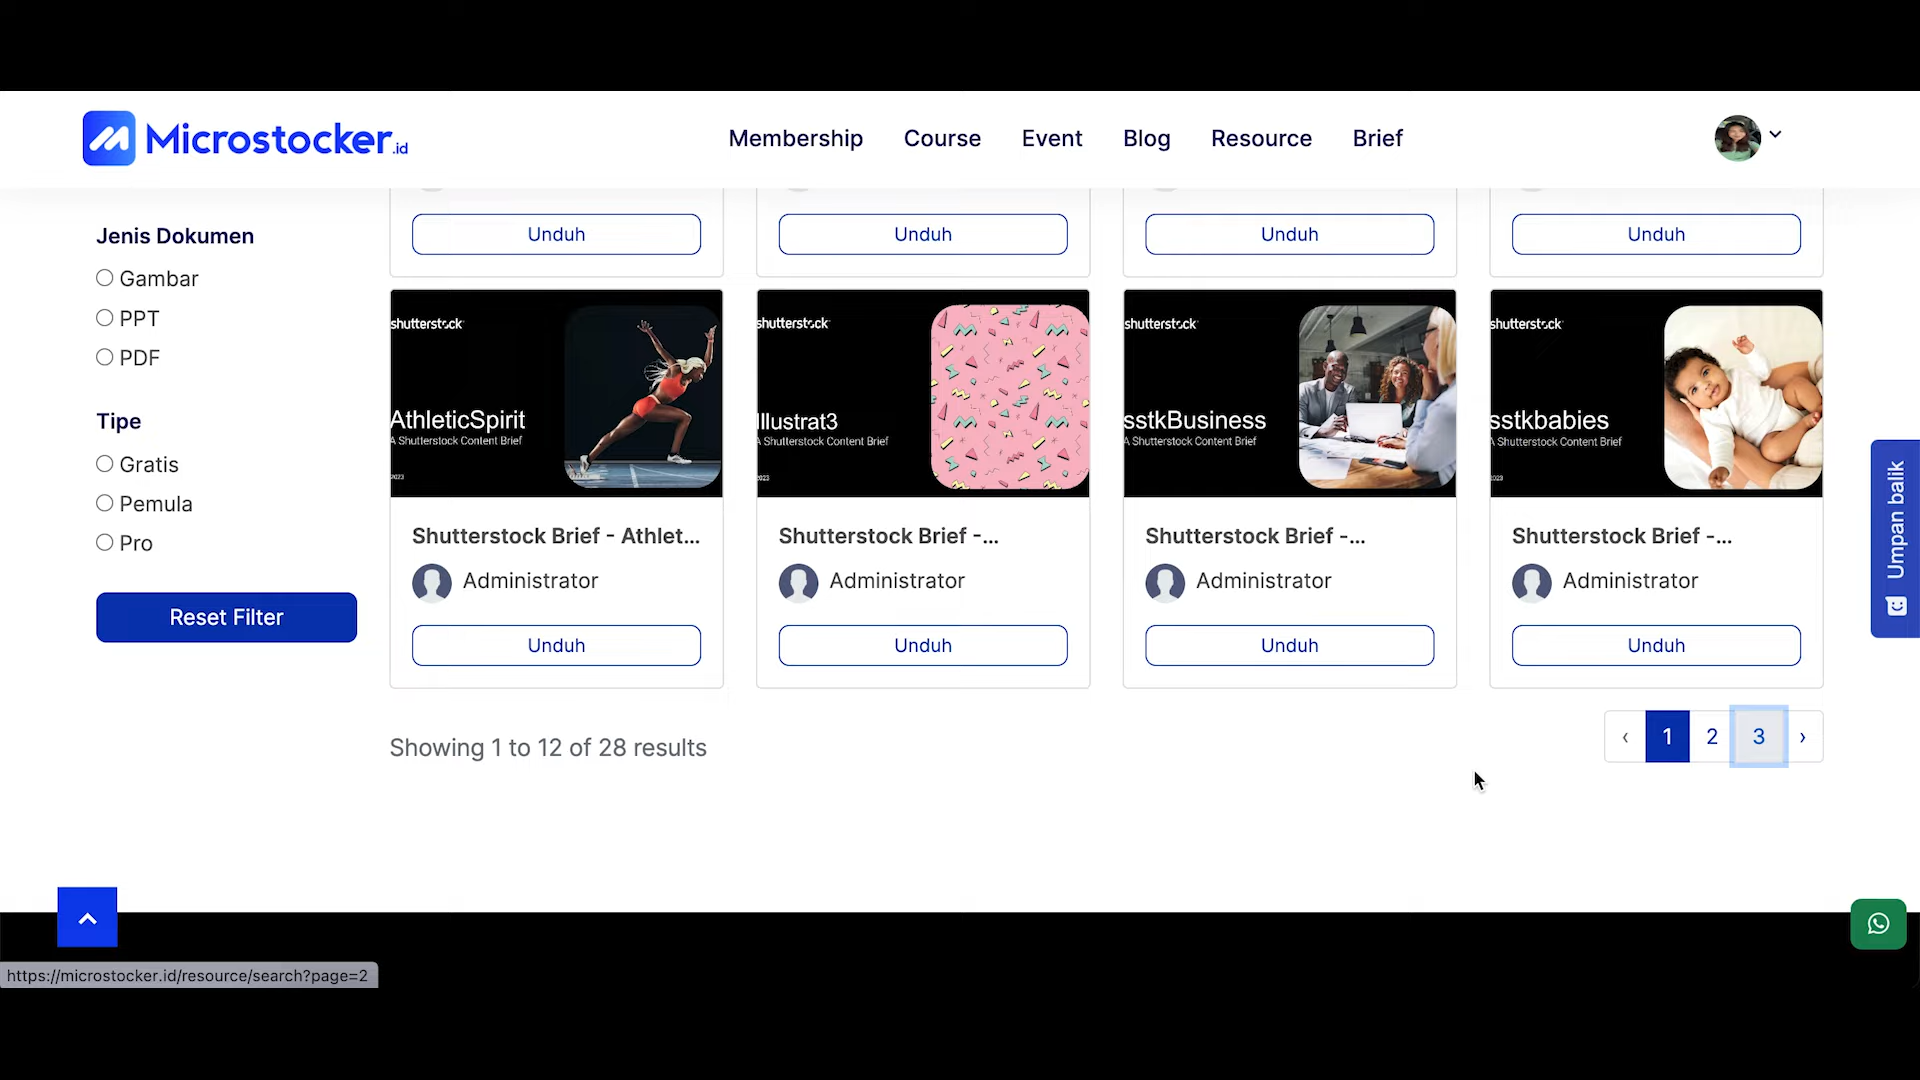 Microstocker.id
Membership Course Event Blog Resource Brief
Jenis Dokumen
Gambar
PPT
PDF
Tipe
Gratis
Pemula
Pro
Reset Filter
Unduh Unduh Unduh Unduh
shutterstock
AthleticSpirit
A Shutterstock Content Brief
2023
Shutterstock Brief - Athlet...
Administrator
Unduh
shutterstock
Illustrat3
A Shutterstock Content Brief
2023
Shutterstock Brief -...
Administrator
Unduh
shutterstock
sstkBusiness
A Shutterstock Content Brief
Shutterstock Brief -...
Administrator
Unduh
shutterstock
sstkbabies
A Shutterstock Content Brief
2023
Shutterstock Brief -...
Administrator
Unduh
Showing 1 to 12 of 28 results
‹ 1 2 3 ›
Umpan balik
https://microstocker.id/resource/search?page=2